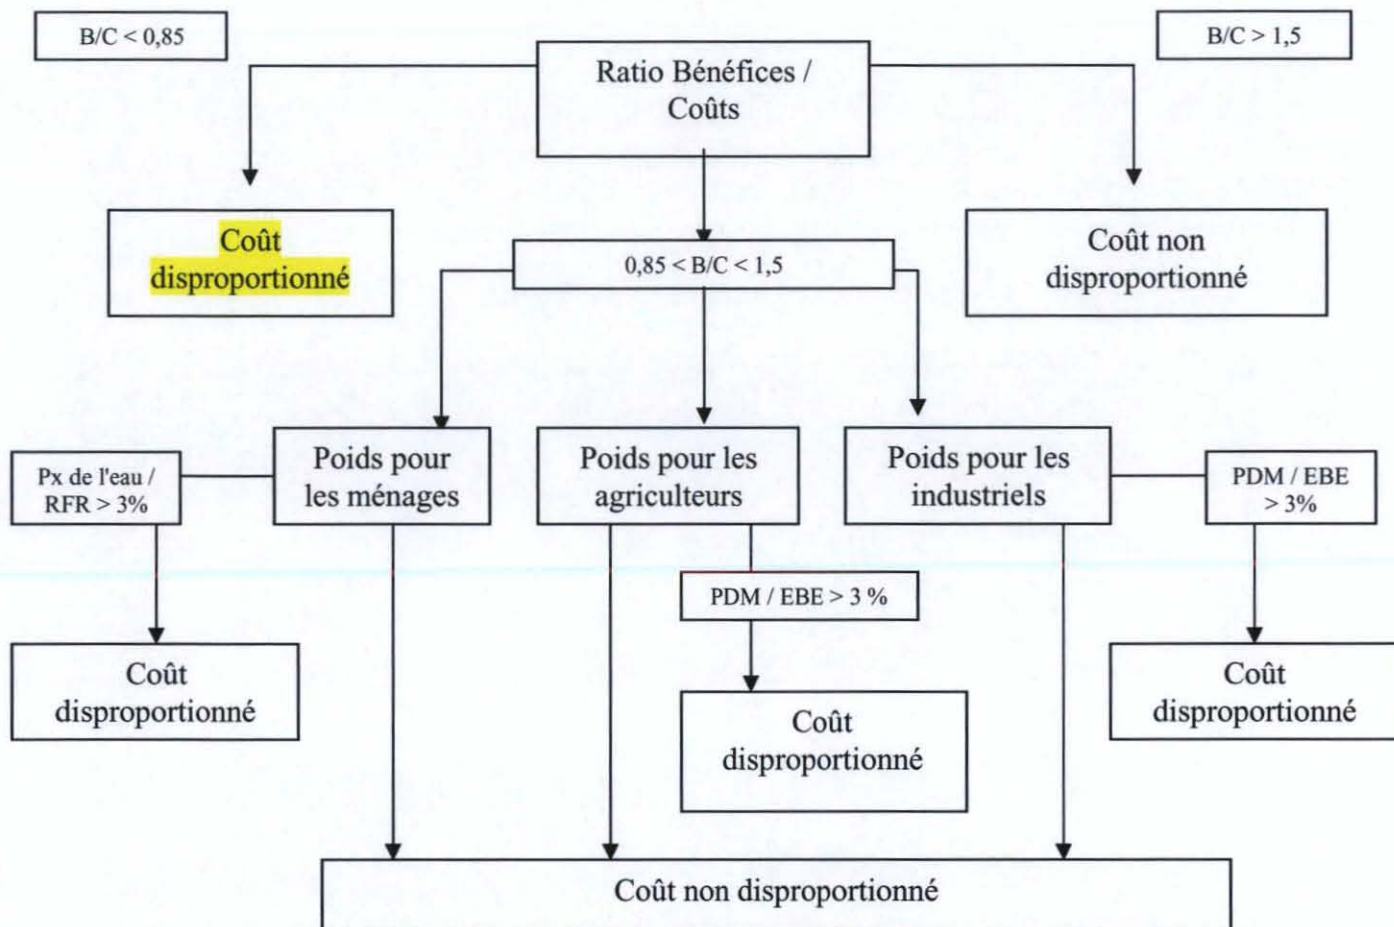 B/C < 0,85
B/C > 1,5
Ratio Bénéfices /
Coûts
Coût
disproportionné
0,85 < B/C < 1,5
Coût non
disproportionné
Px de l'eau /
RFR > 3%
Poids pour
les ménages
Poids pour les
agriculteurs
Poids pour les
industriels
PDM / EBE
> 3%
PDM / EBE > 3 %
Coût
disproportionné
Coût
disproportionné
Coût
disproportionné
Coût non disproportionné